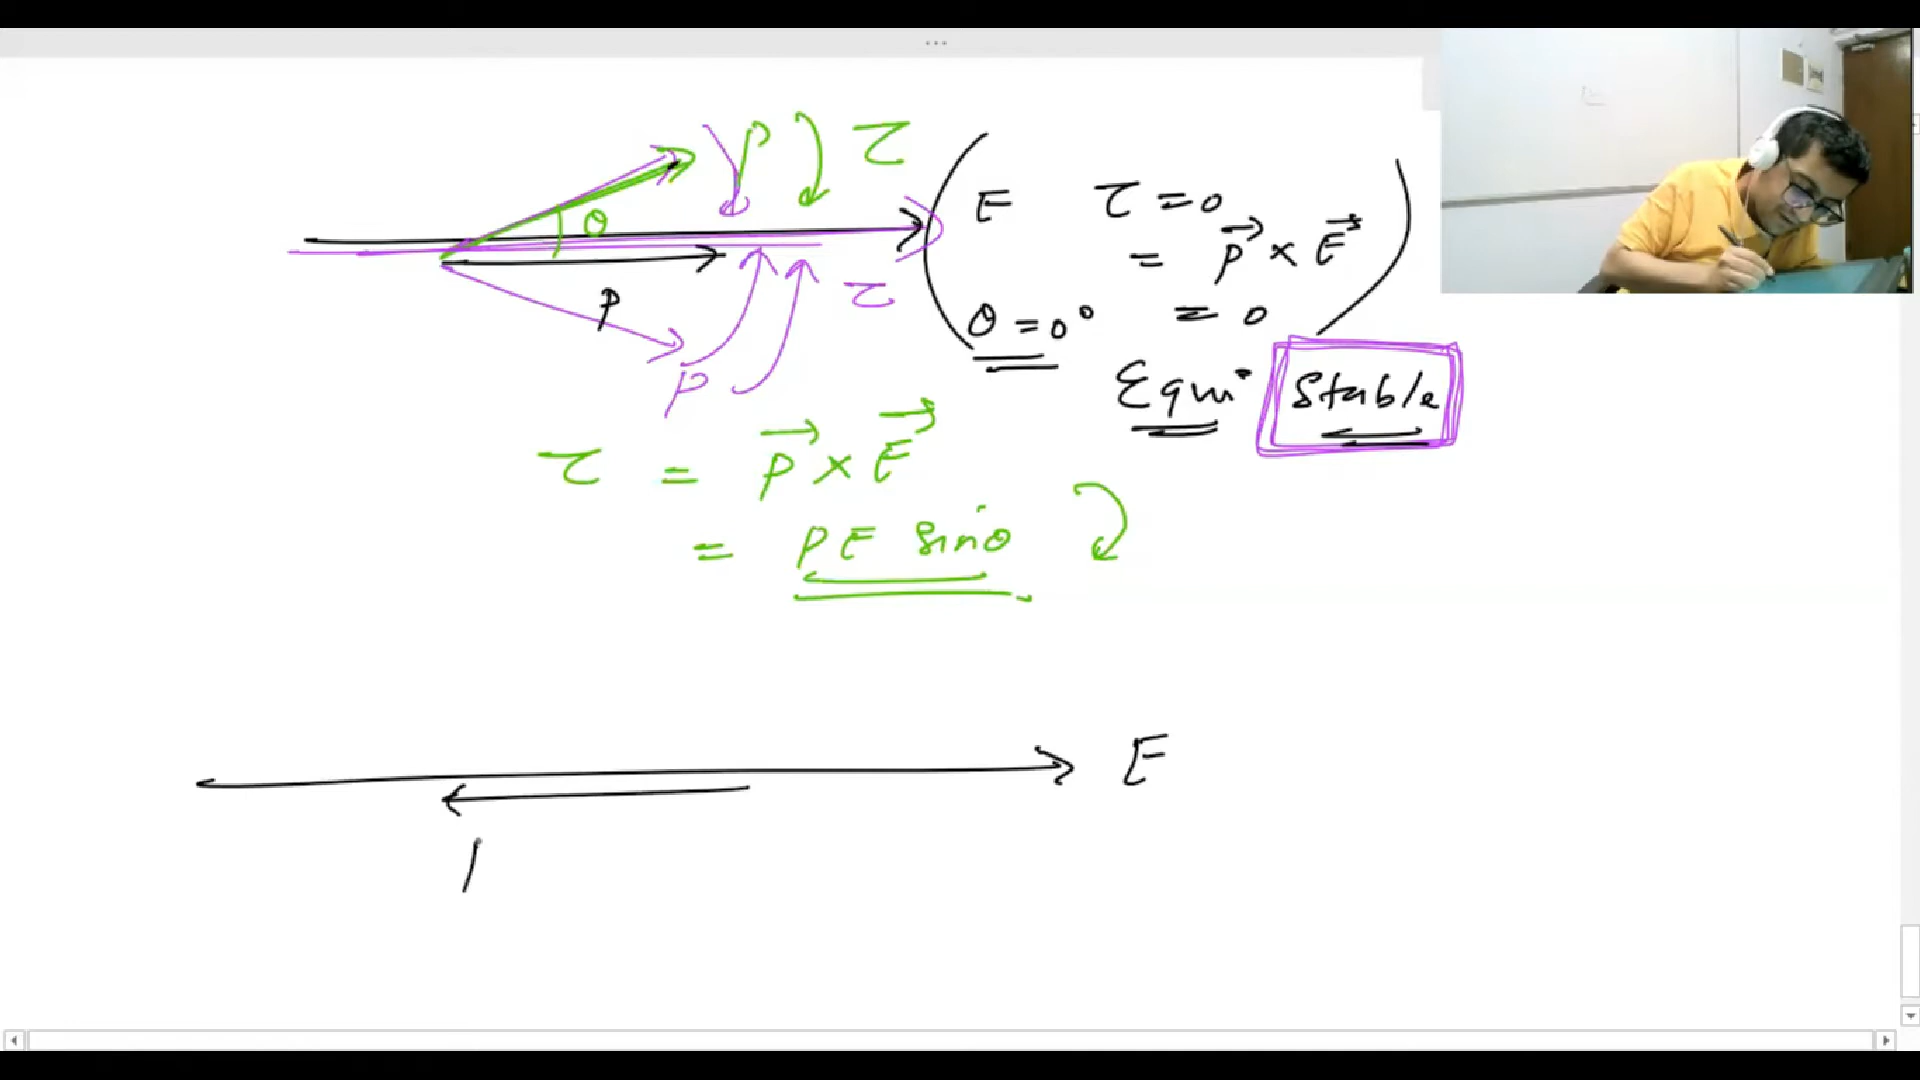 P τ
θ
E τ = 0
= P × E
P τ
θ = 0° = 0
P
Equi. Stable
τ = P × E
= PE sinθ
E